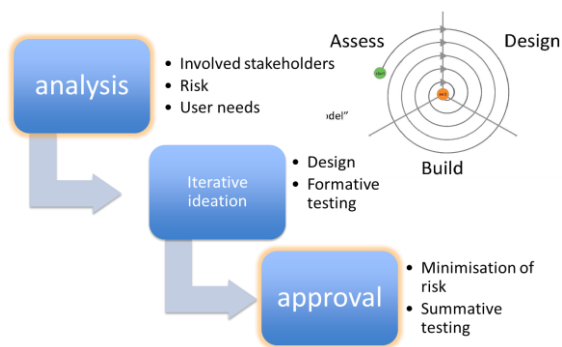 Assess
Design
analysis
• Involved stakeholders
• Risk
• User needs
odel"
Build
Iterative
ideation
• Design
• Formative
testing
approval
• Minimisation of
risk
• Summative
testing